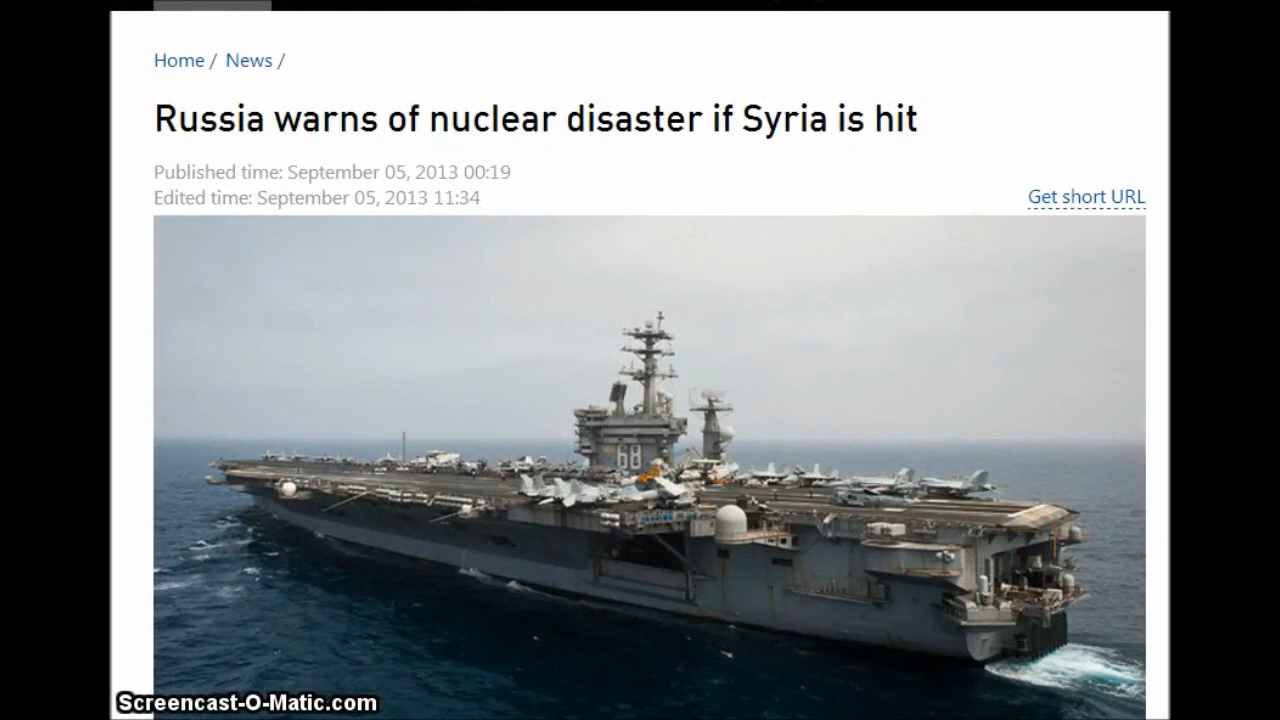 Home / News /
Russia warns of nuclear disaster if Syria is hit
Published time: September 05, 2013 00:19
Edited time: September 05, 2013 11:34
Get short URL
68
Screencast-O-Matic.com